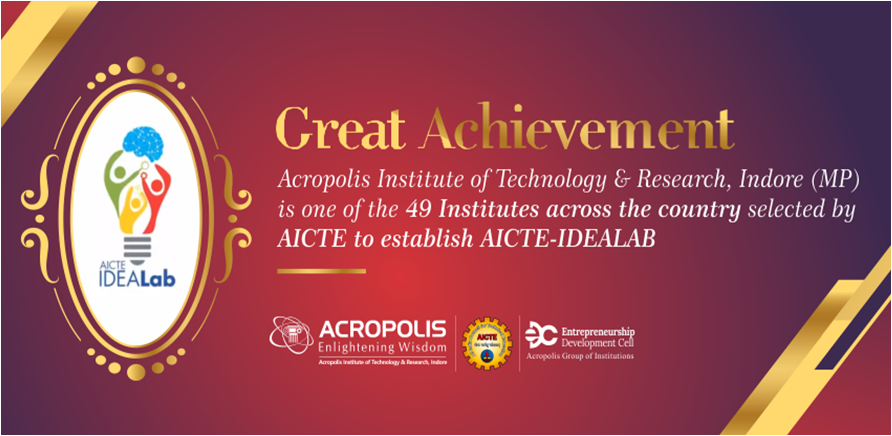 Great Achievement
Acropolis Institute of Technology & Research, Indore (MP)
is one of the 49 Institutes across the country selected by
AICTE to establish AICTE-IDEALAB
AICTE
IDEALab
ACROPOLIS
Enlightening Wisdom
Acropolis Institute of Technology & Research, Indore
AICTE
Entrepreneurship
Development Cell
Acropolis Group of Institutions